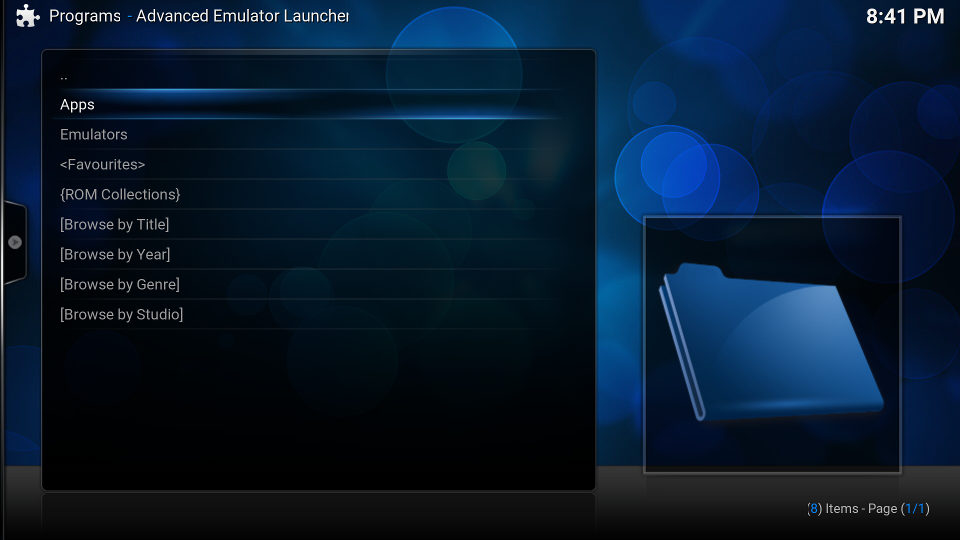 Programs - Advanced Emulator Launcher
8:41 PM
..
Apps
Emulators
<Favourites>
{ROM Collections}
[Browse by Title]
[Browse by Year]
[Browse by Genre]
[Browse by Studio]
(8) Items - Page (1/1)